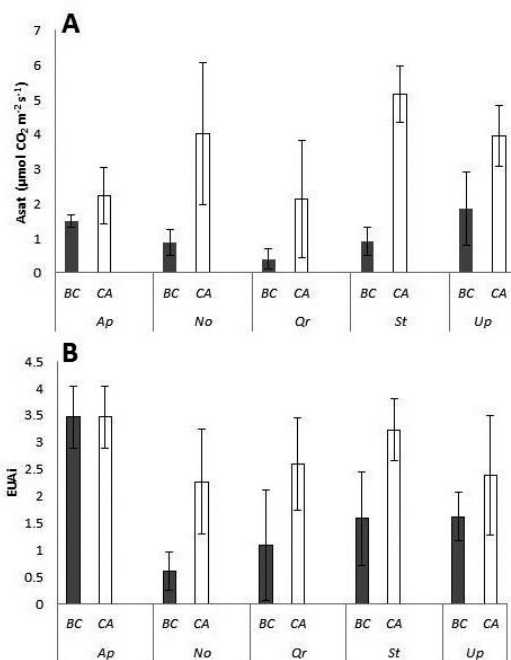 A
Asat (µmol CO₂ m⁻² s⁻¹)
7
6
5
4
3
2
1
0
BC CA BC CA BC CA BC CA BC CA
Ap No Qr St Up
B
EUAi
4.5
4
3.5
3
2.5
2
1.5
1
0.5
0
BC CA BC CA BC CA BC CA BC CA
Ap No Qr St Up